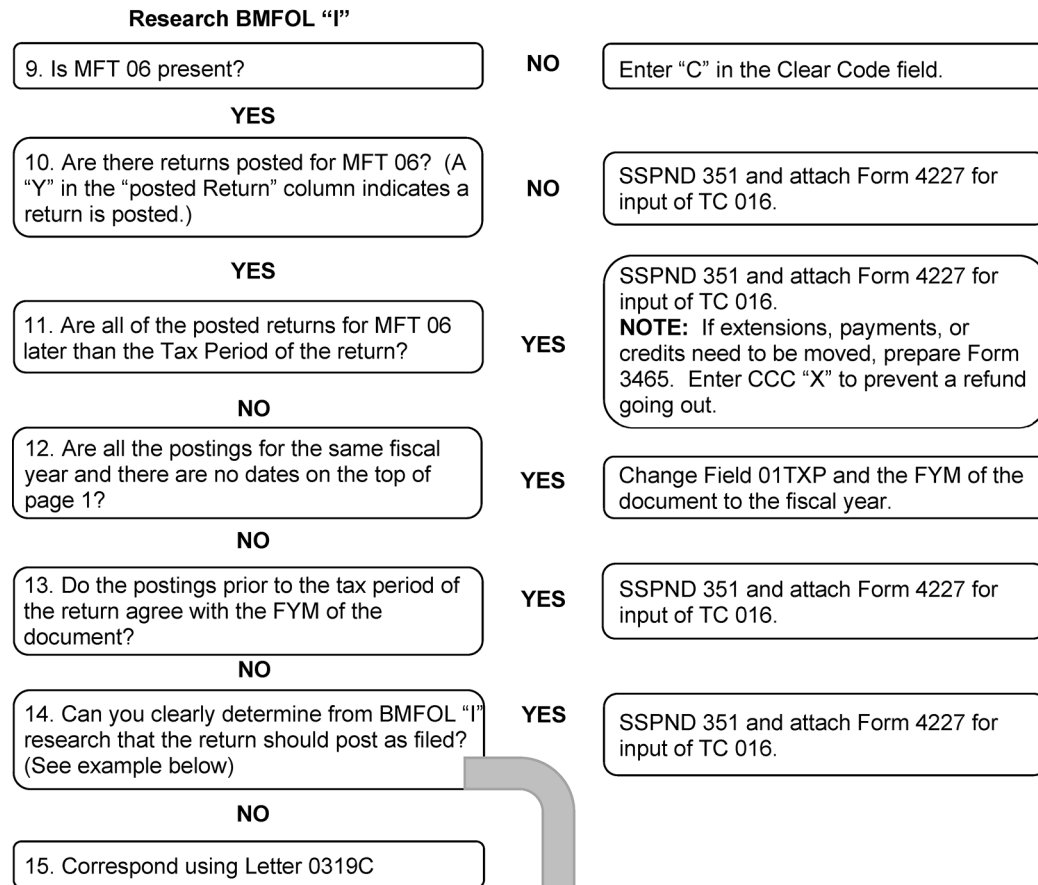 Research BMFOL “I”
9. Is MFT 06 present?
NO
Enter “C” in the Clear Code field.
YES
10. Are there returns posted for MFT 06? (A
“Y” in the “posted Return” column indicates a
return is posted.)
NO
SSPND 351 and attach Form 4227 for
input of TC 016.
YES
11. Are all of the posted returns for MFT 06
later than the Tax Period of the return?
YES
SSPND 351 and attach Form 4227 for
input of TC 016.
NOTE: If extensions, payments, or
credits need to be moved, prepare Form
3465. Enter CCC “X” to prevent a refund
going out.
NO
12. Are all the postings for the same fiscal
year and there are no dates on the top of
page 1?
YES
Change Field 01TXP and the FYM of the
document to the fiscal year.
NO
13. Do the postings prior to the tax period of
the return agree with the FYM of the
document?
YES
SSPND 351 and attach Form 4227 for
input of TC 016.
NO
14. Can you clearly determine from BMFOL “I”
research that the return should post as filed?
(See example below)
YES
SSPND 351 and attach Form 4227 for
input of TC 016.
NO
15. Correspond using Letter 0319C